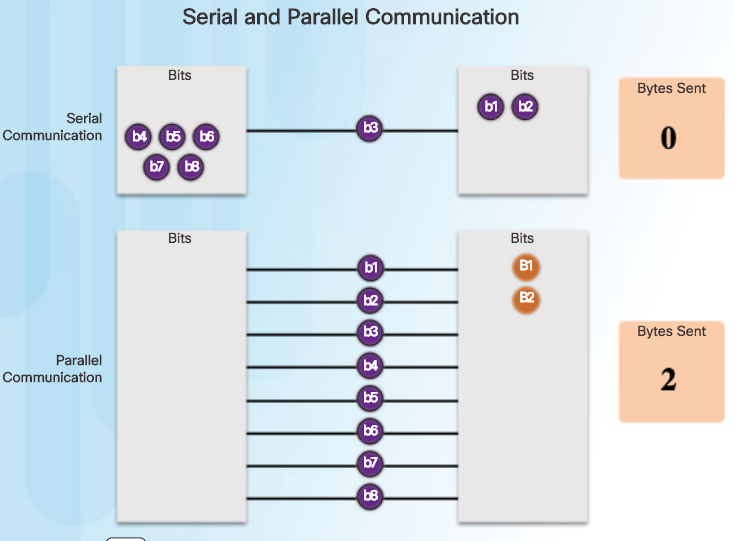 Serial and Parallel Communication
Bits
Bits
Bytes Sent
Serial
Communication
b1 b2
b3
b4 b5 b6
b7 b8
0
Bits
Bits
b1
B1
b2
B2
b3
Bytes Sent
b4
Parallel
Communication
2
b5
b6
b7
b8